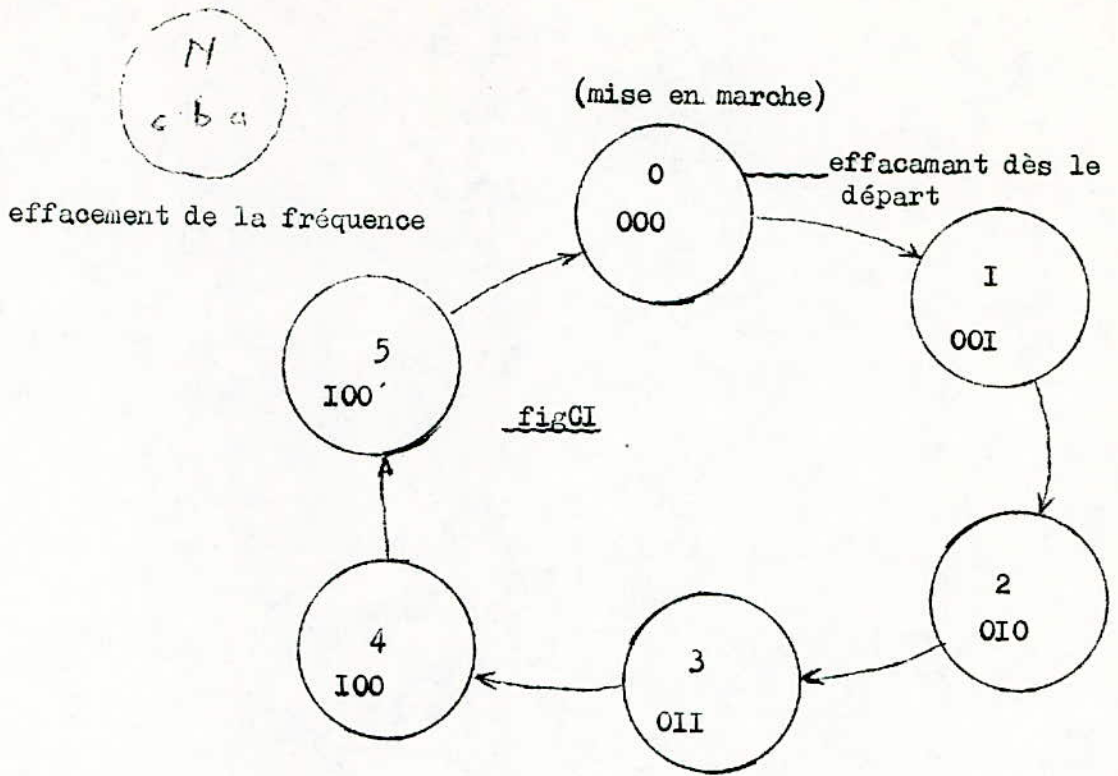 N
c b a
(mise en marche)
effacement de la fréquence
0
000
effacamant dès le
départ
I
00I
5
I00´
figCI
4
I00
3
0II
2
0I0